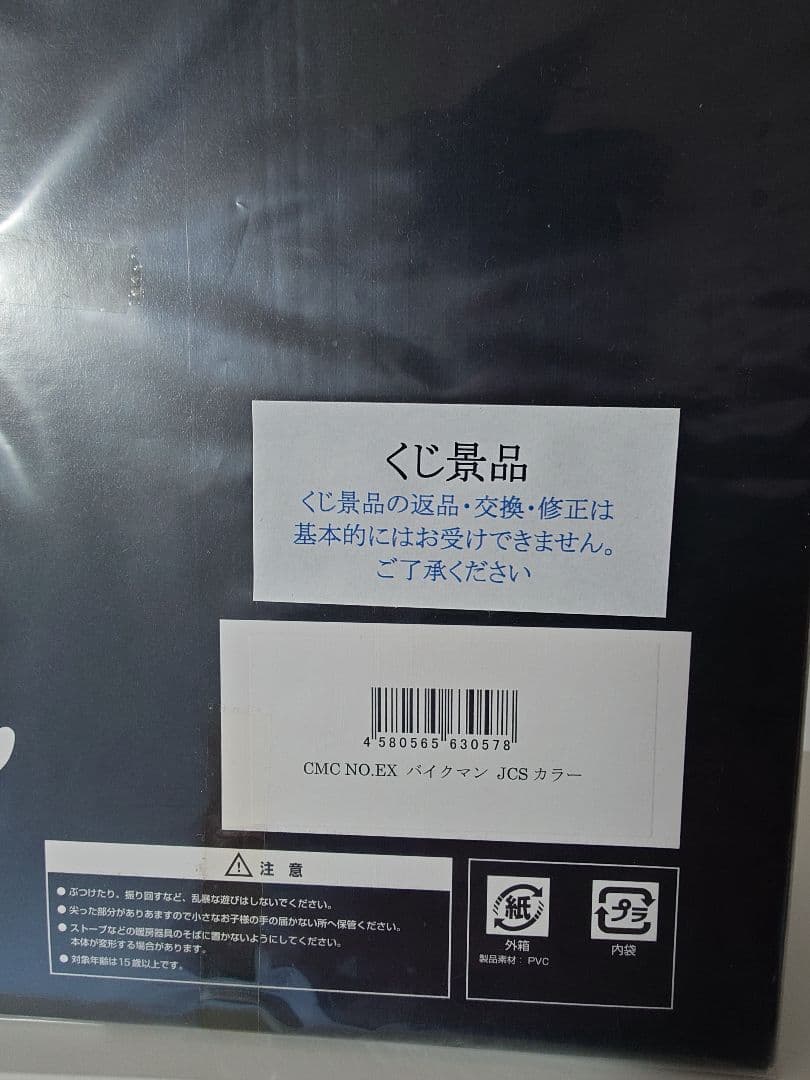 くじ景品
くじ景品の返品・交換・修正は
基本的にはお受けできません。
ご了承ください
4 580565 630578
CMC NO.EX バイクマン JCSカラー
注意
● ぶつけたり、振り回すなど、乱暴な遊びはしないでください。
● 尖った部分がありあますので小さなお子様の手の届かない所へ保管ください。
● ストーブなどの暖房器具のそばに置かないようにしてください。
本体が変形する場合があります。
● 対象年齢は15歳以上です。
紙
外箱
製品素材：PVC
プラ
内袋